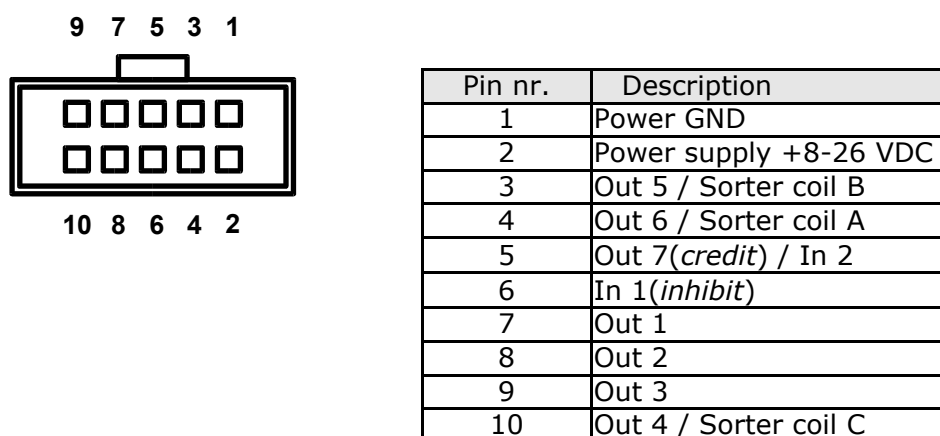 9 7 5 3 1
10 8 6 4 2
Pin nr. Description
1 Power GND
2 Power supply +8-26 VDC
3 Out 5 / Sorter coil B
4 Out 6 / Sorter coil A
5 Out 7(credit) / In 2
6 In 1(inhibit)
7 Out 1
8 Out 2
9 Out 3
10 Out 4 / Sorter coil C